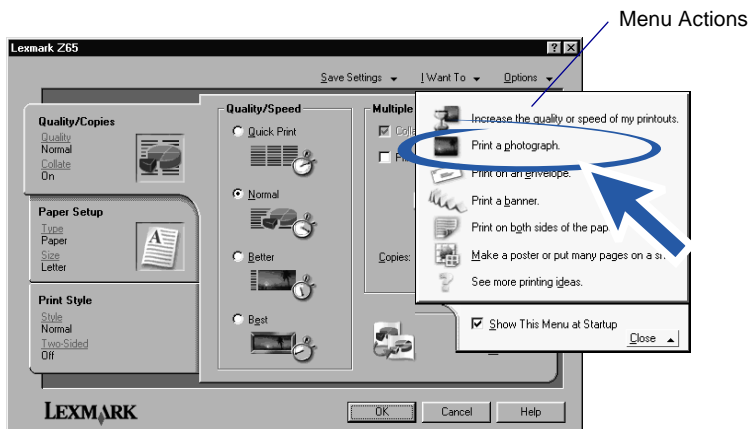 Menu Actions
Lexmark Z65
Save Settings
I Want To
Options
Quality/Copies
Quality
Normal
Collate
On
Paper Setup
Type
Paper
Size
Letter
Print Style
Style
Normal
Two-Sided
Off
Quality/Speed
Quick Print
Normal
Better
Best
Multiple
Copies:
Increase the quality or speed of my printouts.
Print a photograph.
Print on an envelope.
Print a banner.
Print on both sides of the
Make a poster or put many pages on a
See more printing ideas.
Show This Menu at Startup
Close
LEXMARK
OK
Cancel
Help